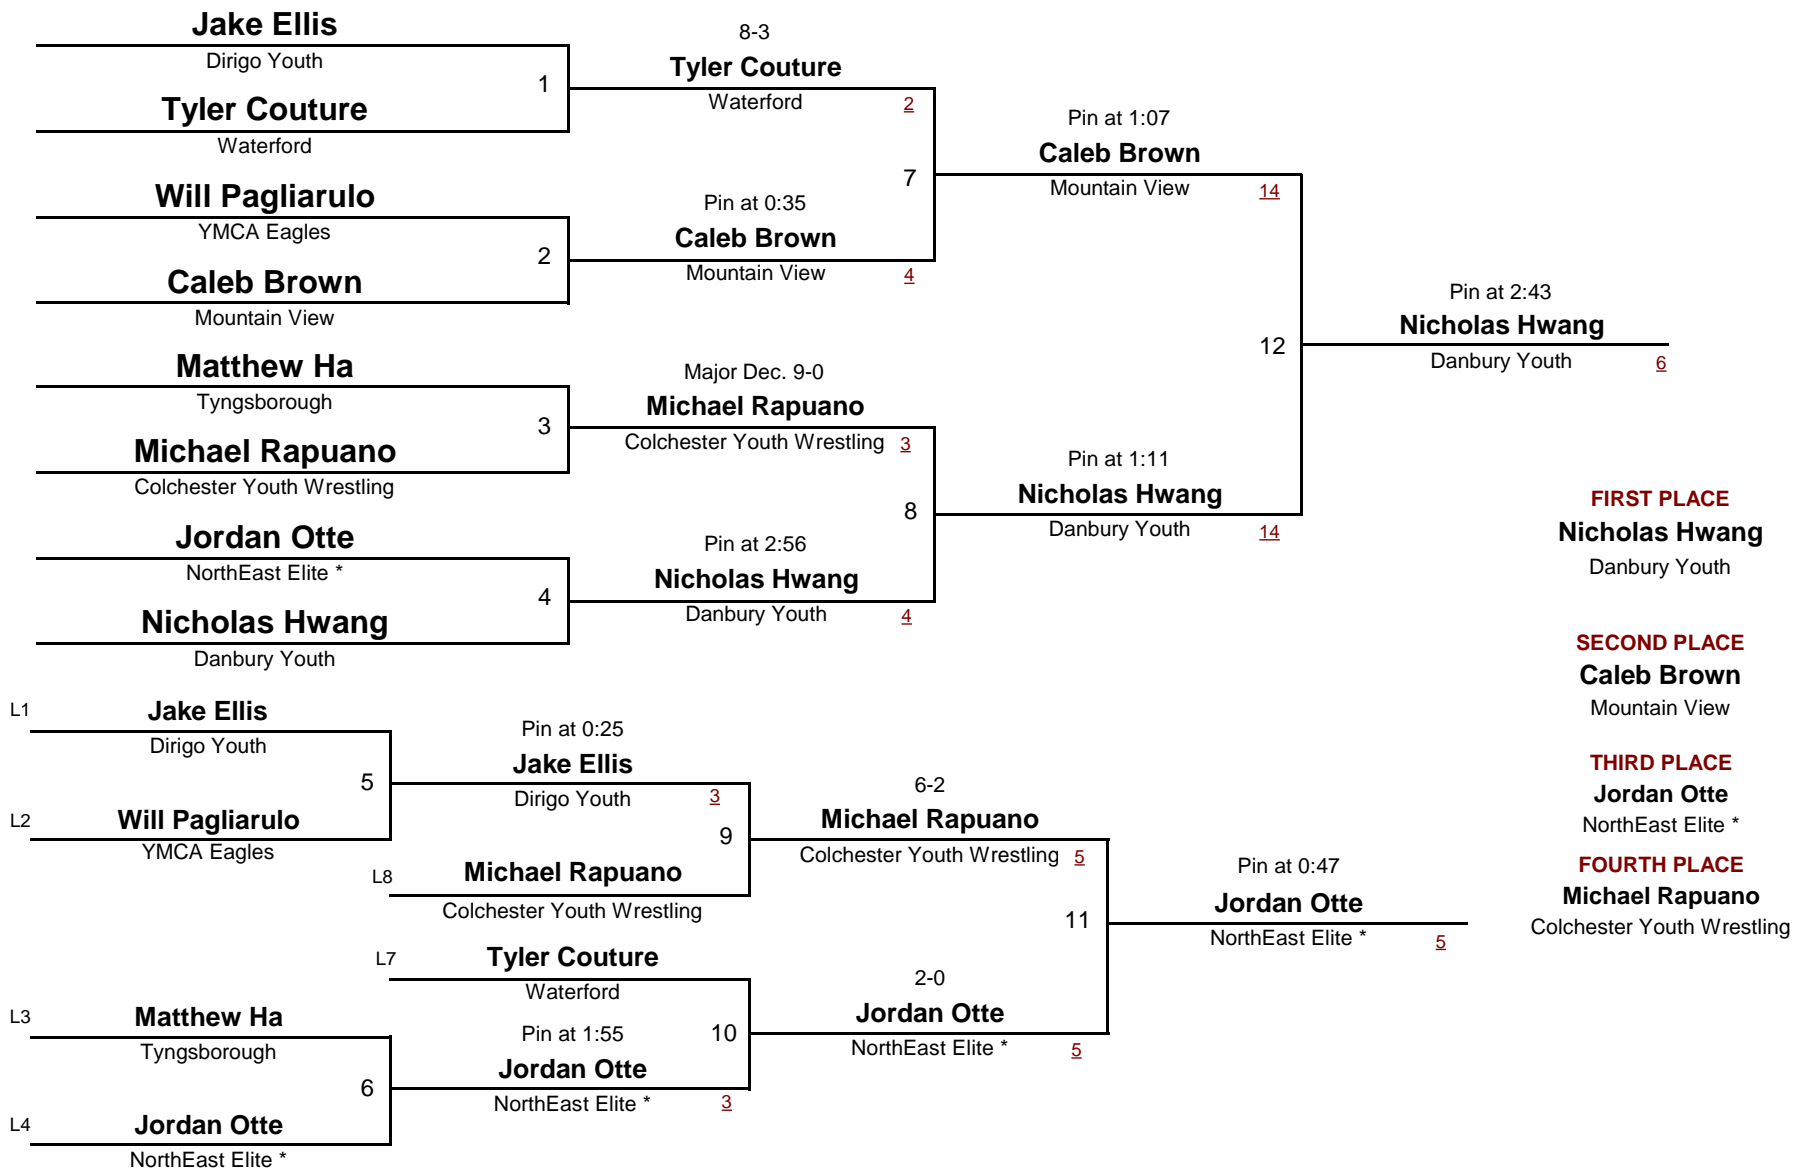 Jake Ellis
Dirigo Youth
1
Tyler Couture
Waterford
Will Pagliarulo
YMCA Eagles
2
Caleb Brown
Mountain View
Matthew Ha
Tyngsborough
3
Michael Rapuano
Colchester Youth Wrestling
Jordan Otte
NorthEast Elite *
4
Nicholas Hwang
Danbury Youth
8-3
Tyler Couture
Waterford 2
7
Pin at 0:35
Caleb Brown
Mountain View 4
Major Dec. 9-0
Michael Rapuano
Colchester Youth Wrestling 3
8
Pin at 2:56
Nicholas Hwang
Danbury Youth 4
Pin at 1:07
Caleb Brown
Mountain View 14
12
Pin at 1:11
Nicholas Hwang
Danbury Youth 14
Pin at 2:43
Nicholas Hwang
Danbury Youth 6
FIRST PLACE
Nicholas Hwang
Danbury Youth
SECOND PLACE
Caleb Brown
Mountain View
THIRD PLACE
Jordan Otte
NorthEast Elite *
FOURTH PLACE
Michael Rapuano
Colchester Youth Wrestling
L1 Jake Ellis
Dirigo Youth
5
L2 Will Pagliarulo
YMCA Eagles
L3 Matthew Ha
Tyngsborough
6
L4 Jordan Otte
NorthEast Elite *
Pin at 0:25
Jake Ellis
Dirigo Youth 3
9
L8 Michael Rapuano
Colchester Youth Wrestling
L7 Tyler Couture
Waterford
10
Pin at 1:55
Jordan Otte
NorthEast Elite * 3
6-2
Michael Rapuano
Colchester Youth Wrestling 5
11
2-0
Jordan Otte
NorthEast Elite * 5
Pin at 0:47
Jordan Otte
NorthEast Elite * 5